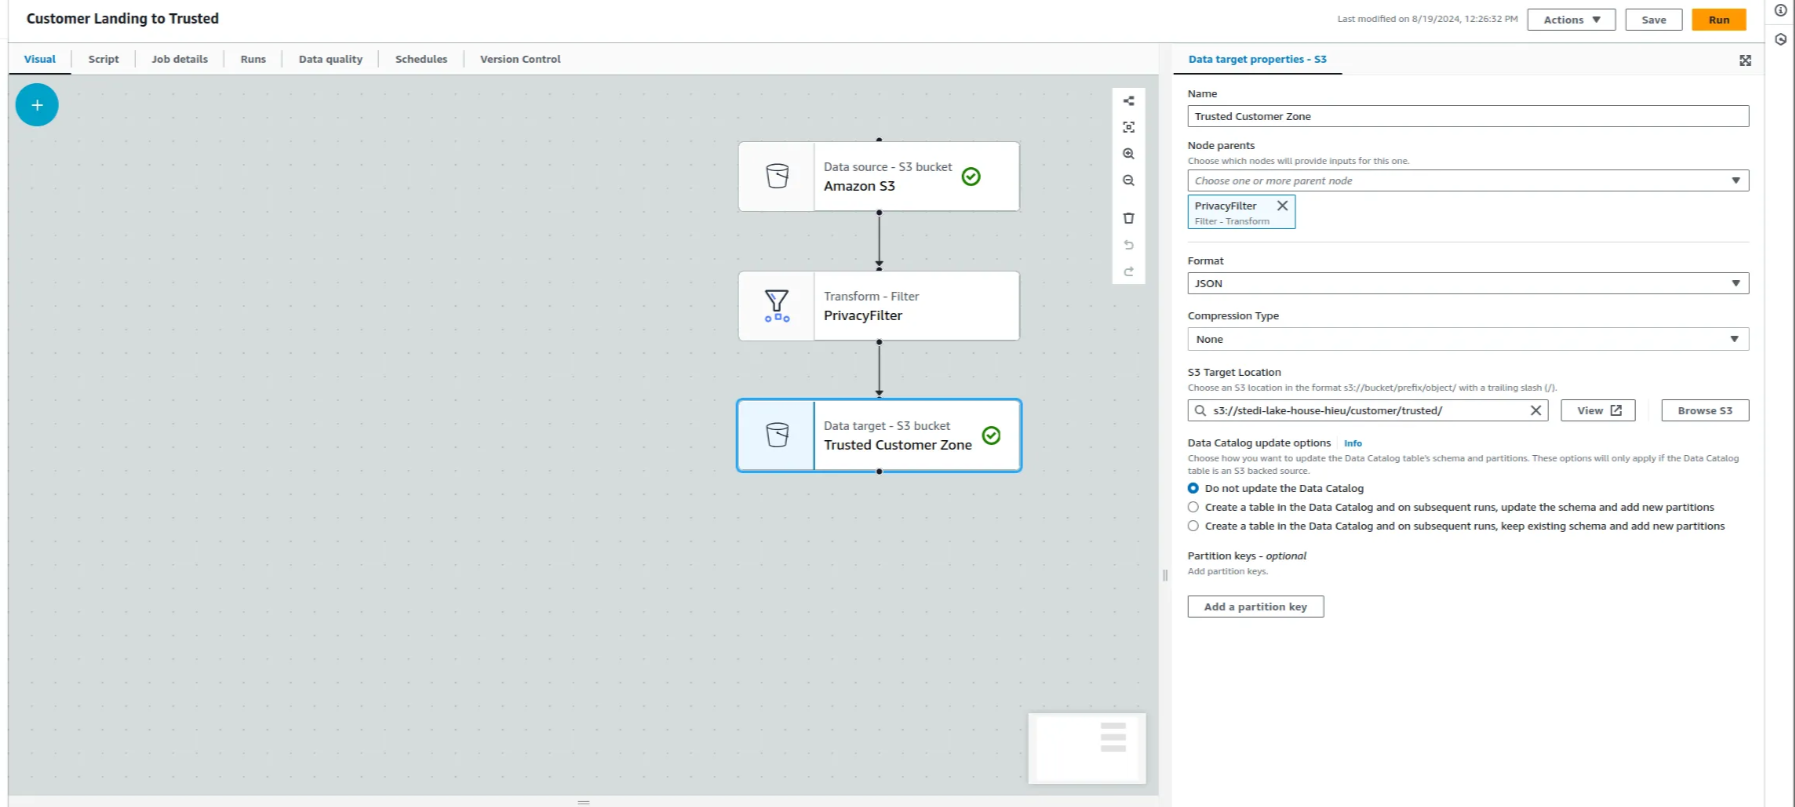 Customer Landing to Trusted
Last modified on 8/19/2024, 12:26:32 PM
Actions
Save
Run
Visual
Script
Job details
Runs
Data quality
Schedules
Version Control
Data source - S3 bucket
Amazon S3
Transform - Filter
PrivacyFilter
Data target - S3 bucket
Trusted Customer Zone
Data target properties - S3
Name
Trusted Customer Zone
Node parents
Choose which nodes will provide inputs for this one.
Choose one or more parent node
PrivacyFilter
Filter - Transform
Format
JSON
Compression Type
None
S3 Target Location
Choose an S3 location in the format s3://bucket/prefix/object/ with a trailing slash (/).
s3://stedi-lake-house-hieu/customer/trusted/
View
Browse S3
Data Catalog update options Info
Choose how you want to update the Data Catalog table's schema and partitions. These options will only apply if the Data Catalog
table is an S3 backed source.
Do not update the Data Catalog
Create a table in the Data Catalog and on subsequent runs, update the schema and add new partitions
Create a table in the Data Catalog and on subsequent runs, keep existing schema and add new partitions
Partition keys - optional
Add partition keys.
Add a partition key